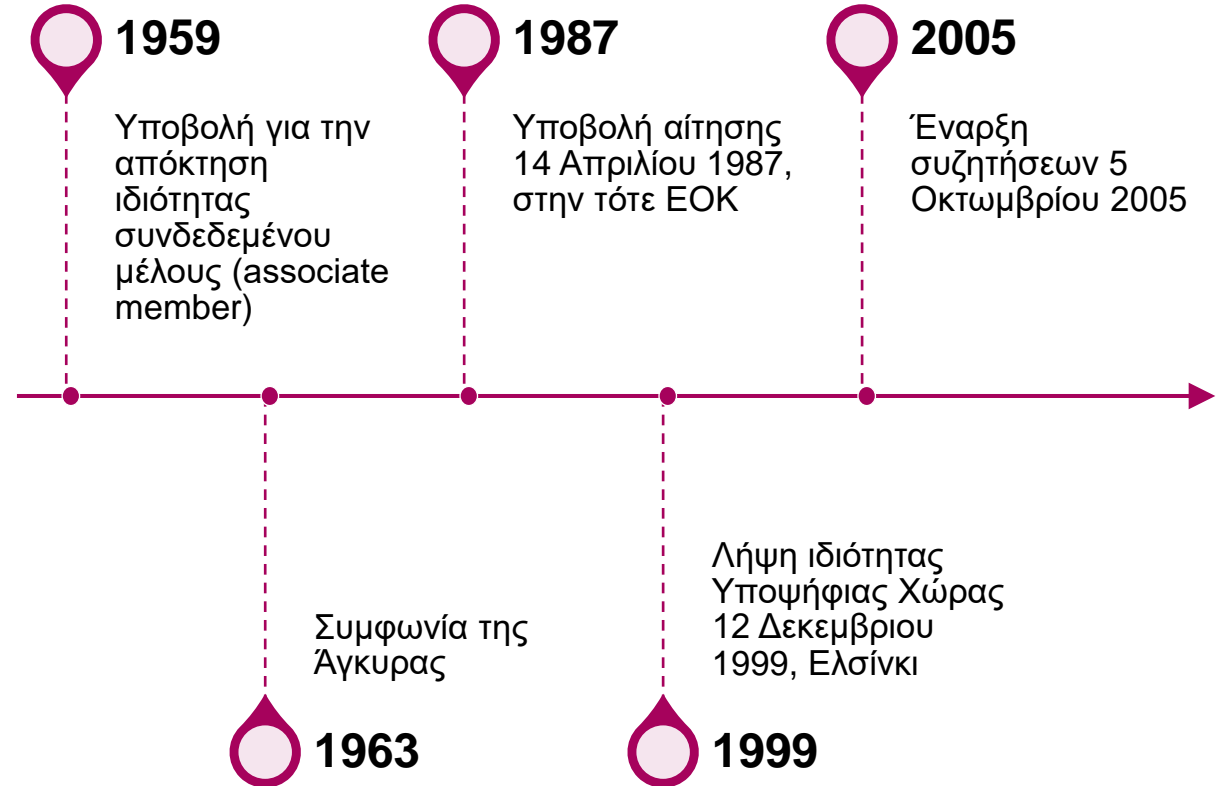 1959
Υποβολή για την
απόκτηση
ιδιότητας
συνδεδεμένου
μέλους (associate
member)
1963
Συμφωνία της
Άγκυρας
1987
Υποβολή αίτησης
14 Απριλίου 1987,
στην τότε ΕΟΚ
1999
Λήψη ιδιότητας
Υποψήφιας Χώρας
12 Δεκεμβριου
1999, Ελσίνκι
2005
Έναρξη
συζητήσεων 5
Οκτωμβρίου 2005